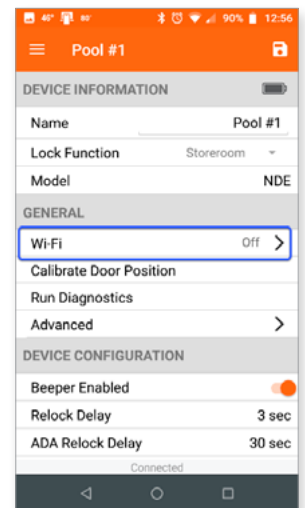 46° 80° 90% 12:56
Pool #1
DEVICE INFORMATION
Name Pool #1
Lock Function Storeroom
Model NDE
GENERAL
Wi-Fi Off
Calibrate Door Position
Run Diagnostics
Advanced
DEVICE CONFIGURATION
Beeper Enabled
Relock Delay 3 sec
ADA Relock Delay 30 sec
Connected